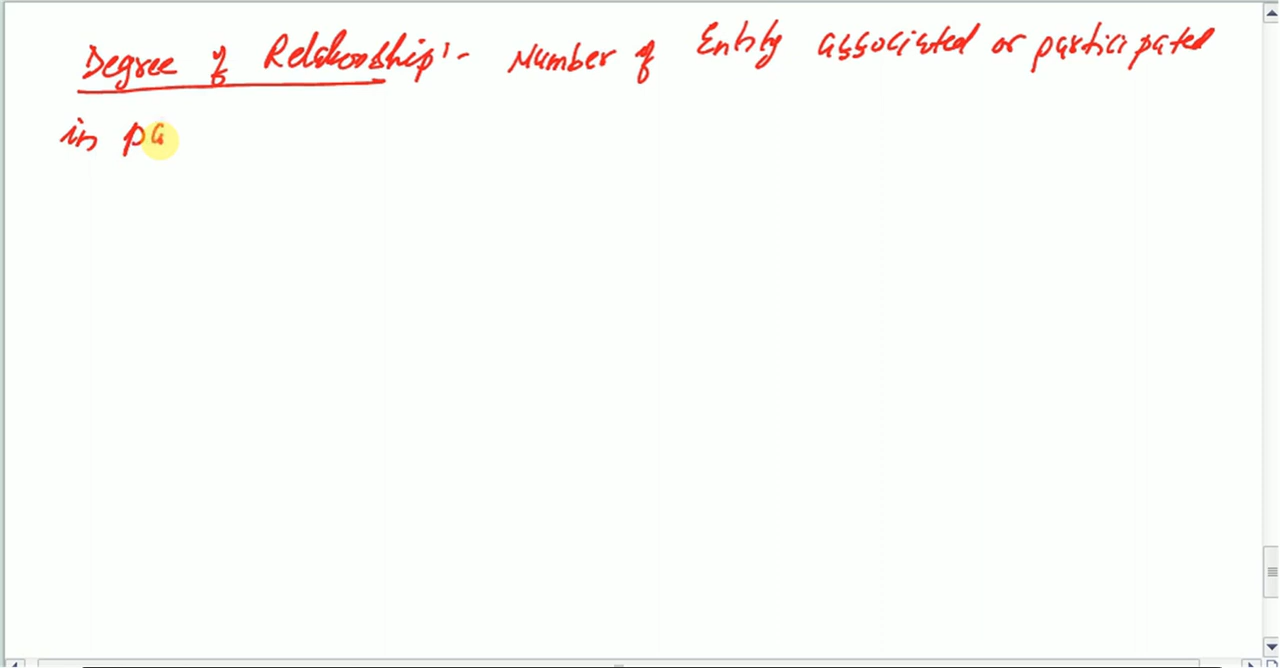 Degree of Relationship:- Number of Entity associated or participated
in pa